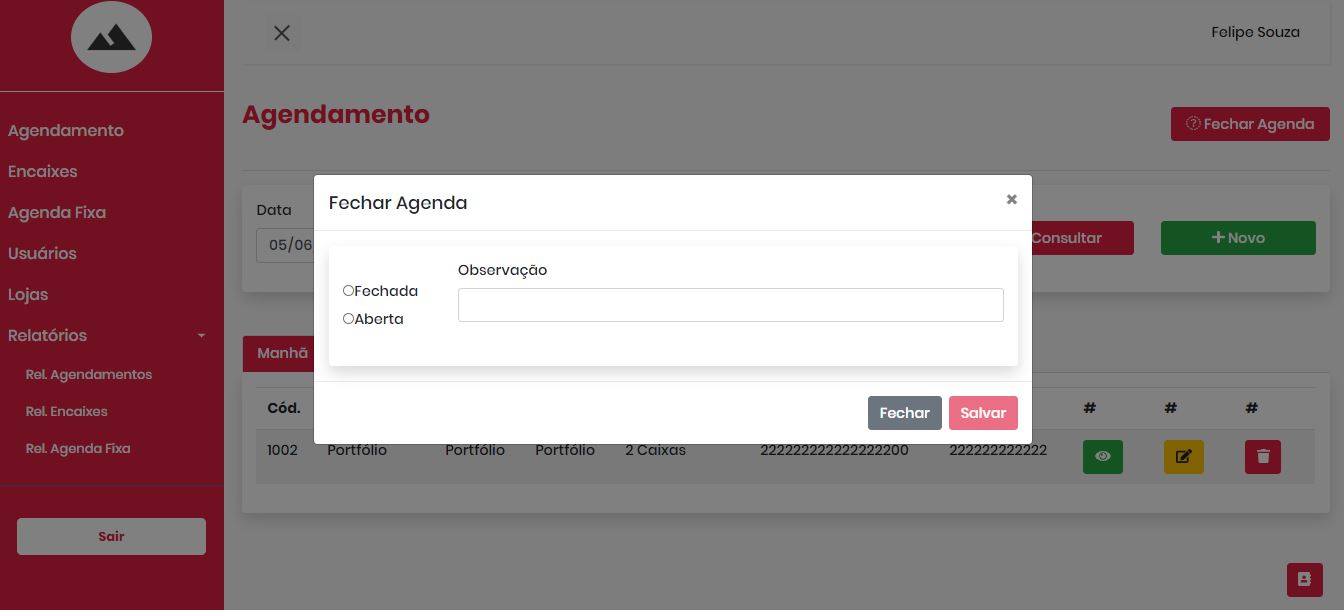 Felipe Souza
Agendamento
Fechar Agenda
Agendamento
Encaixes
Agenda Fixa
Usuários
Lojas
Relatórios
Rel. Agendamentos
Rel. Encaixes
Rel. Agenda Fixa
Sair
Data
05/06
Consultar
+ Novo
Fechar Agenda ×
Observação
Fechada
Aberta
Fechar Salvar
Manhã
Cód. # # #
1002 Portfólio Portfólio Portfólio 2 Caixas 222222222222222200 222222222222